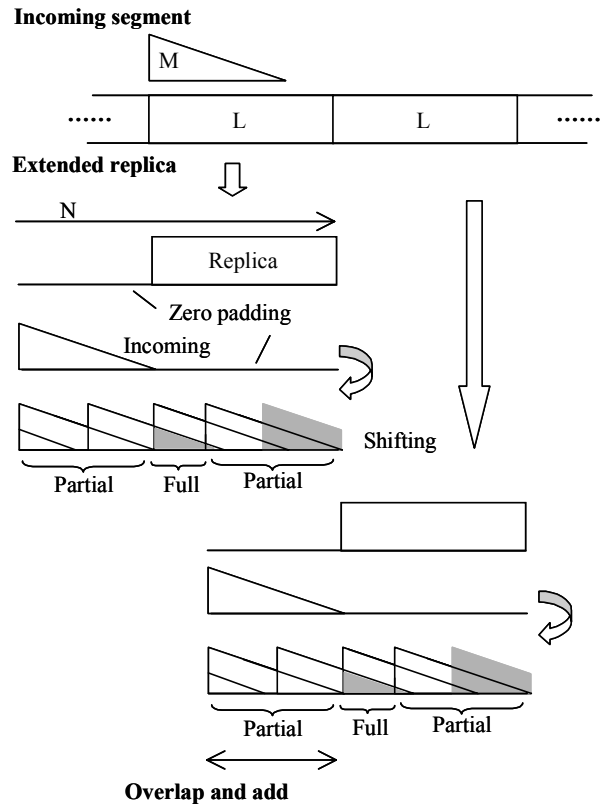 Incoming segment
M
...... L L ......
Extended replica
N
Replica
Zero padding
Incoming
Shifting
Partial Full Partial
Partial Full Partial
Overlap and add